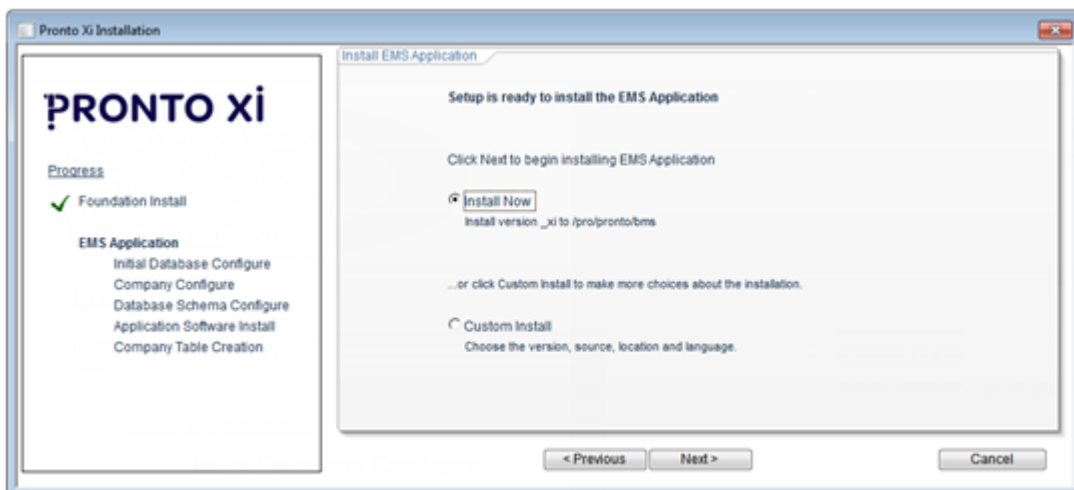 Pronto Xi Installation
PRONTO Xi
Progress
Foundation Install
EMS Application
Initial Database Configure
Company Configure
Database Schema Configure
Application Software Install
Company Table Creation
Install EMS Application
Setup is ready to install the EMS Application
Click Next to begin installing EMS Application
Install Now
Install version _xi to /pro/pronto/bms
...or click Custom Install to make more choices about the installation.
Custom Install
Choose the version, source, location and language.
< Previous
Next >
Cancel